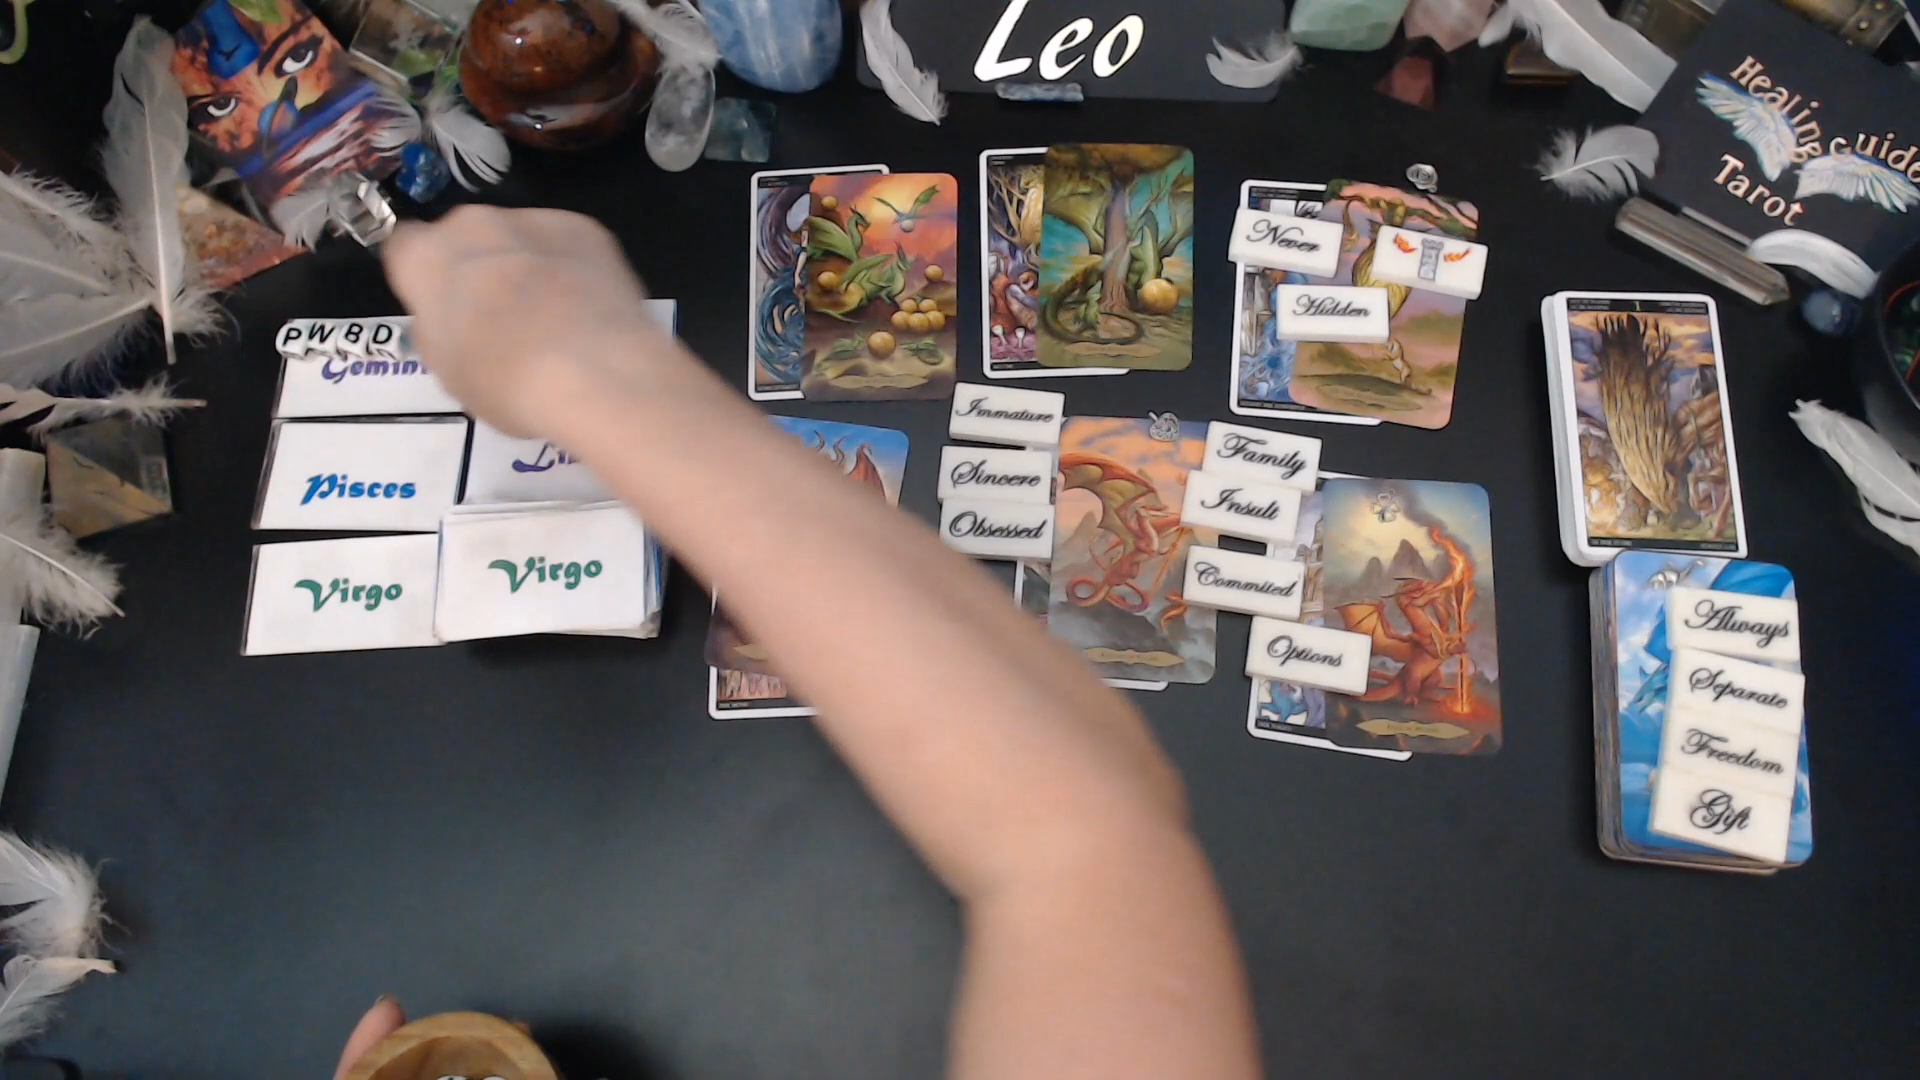 Leo
Healing Guide
Tarot
Never
Hidden
P W B D
Gemini
Immature
Family
Sincere
Insult
Pisces
Obsessed
Commited
Virgo
Virgo
Options
Always
Separate
Freedom
Gift